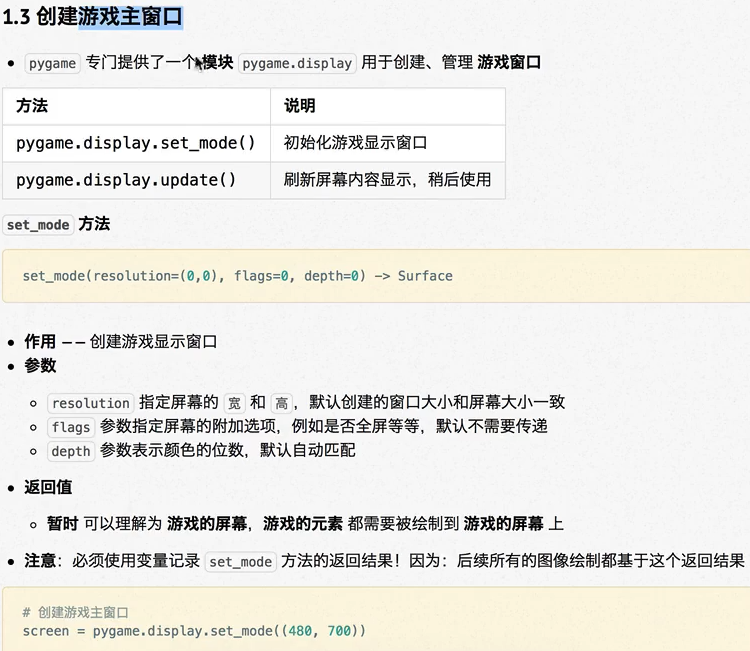 1.3 创建游戏主窗口
pygame 专门提供了一个 模块 pygame.display 用于创建、管理 游戏窗口
方法 说明
pygame.display.set_mode() 初始化游戏显示窗口
pygame.display.update() 刷新屏幕内容显示，稍后使用
set_mode 方法
set_mode(resolution=(0,0), flags=0, depth=0) -> Surface
作用 —— 创建游戏显示窗口
参数
resolution 指定屏幕的 宽 和 高，默认创建的窗口大小和屏幕大小一致
flags 参数指定屏幕的附加选项，例如是否全屏等等，默认不需要传递
depth 参数表示颜色的位数，默认自动匹配
返回值
暂时 可以理解为 游戏的屏幕，游戏的元素 都需要被绘制到 游戏的屏幕 上
注意：必须使用变量记录 set_mode 方法的返回结果！因为：后续所有的图像绘制都基于这个返回结果
# 创建游戏主窗口
screen = pygame.display.set_mode((480, 700))